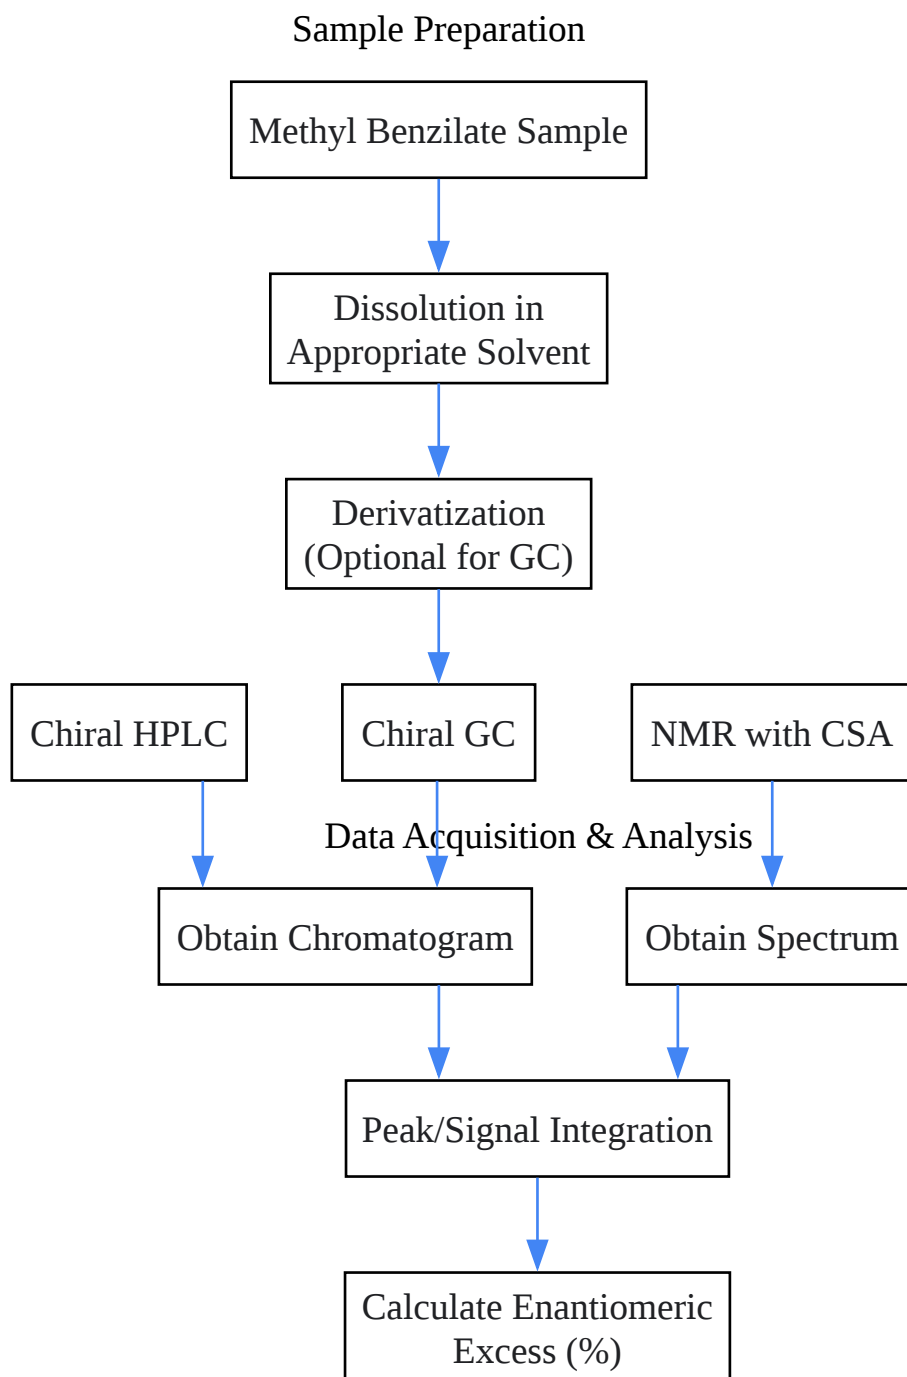 Sample Preparation
Methyl Benzilate Sample
Dissolution in
Appropriate Solvent
Derivatization
(Optional for GC)
Chiral HPLC
Chiral GC
NMR with CSA
Data Acquisition & Analysis
Obtain Chromatogram
Obtain Spectrum
Peak/Signal Integration
Calculate Enantiomeric
Excess (%)